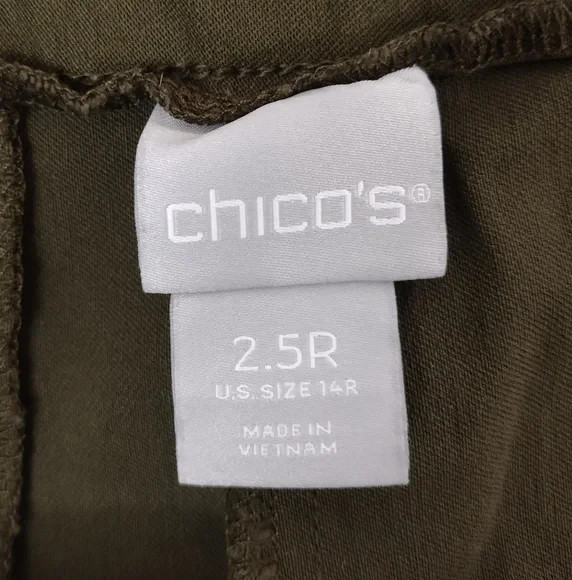 chico's®
2.5R
U.S. SIZE 14R
MADE IN
VIETNAM